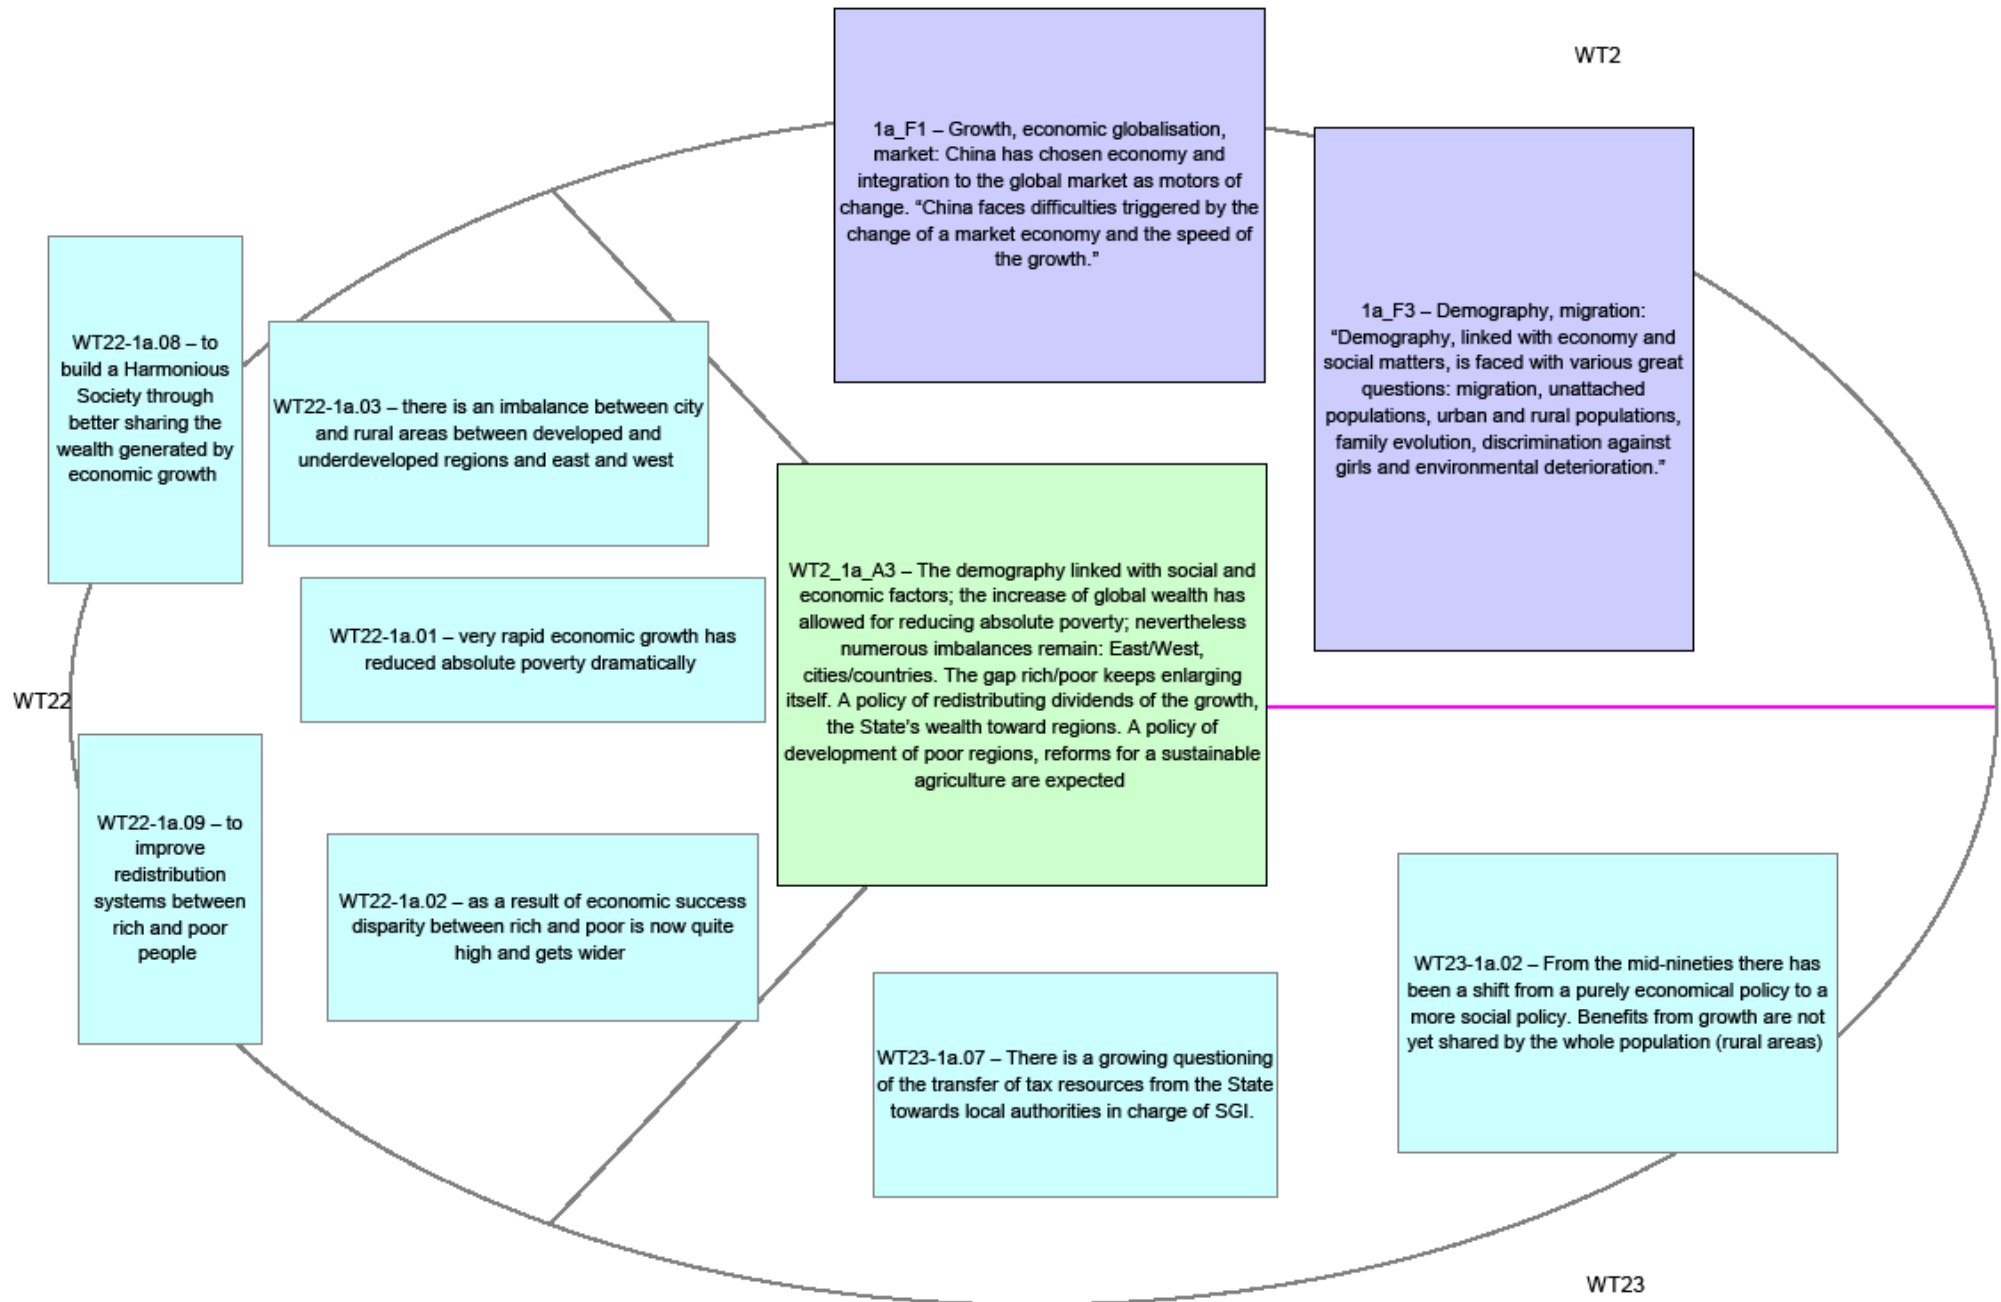 WT2
1a_F1 – Growth, economic globalisation,
market: China has chosen economy and
integration to the global market as motors of
change. “China faces difficulties triggered by the
change of a market economy and the speed of
the growth.”
1a_F3 – Demography, migration:
“Demography, linked with economy and
social matters, is faced with various great
questions: migration, unattached
populations, urban and rural populations,
family evolution, discrimination against
girls and environmental deterioration.”
WT22-1a.08 – to
build a Harmonious
Society through
better sharing the
wealth generated by
economic growth
WT22-1a.03 – there is an imbalance between city
and rural areas between developed and
underdeveloped regions and east and west
WT22-1a.01 – very rapid economic growth has
reduced absolute poverty dramatically
WT2_1a_A3 – The demography linked with social and
economic factors; the increase of global wealth has
allowed for reducing absolute poverty; nevertheless
numerous imbalances remain: East/West,
cities/countries. The gap rich/poor keeps enlarging
itself. A policy of redistributing dividends of the growth,
the State’s wealth toward regions. A policy of
development of poor regions, reforms for a sustainable
agriculture are expected
WT22
WT22-1a.09 – to
improve
redistribution
systems between
rich and poor
people
WT22-1a.02 – as a result of economic success
disparity between rich and poor is now quite
high and gets wider
WT23-1a.07 – There is a growing questioning
of the transfer of tax resources from the State
towards local authorities in charge of SGI.
WT23-1a.02 – From the mid-nineties there has
been a shift from a purely economical policy to a
more social policy. Benefits from growth are not
yet shared by the whole population (rural areas)
WT23